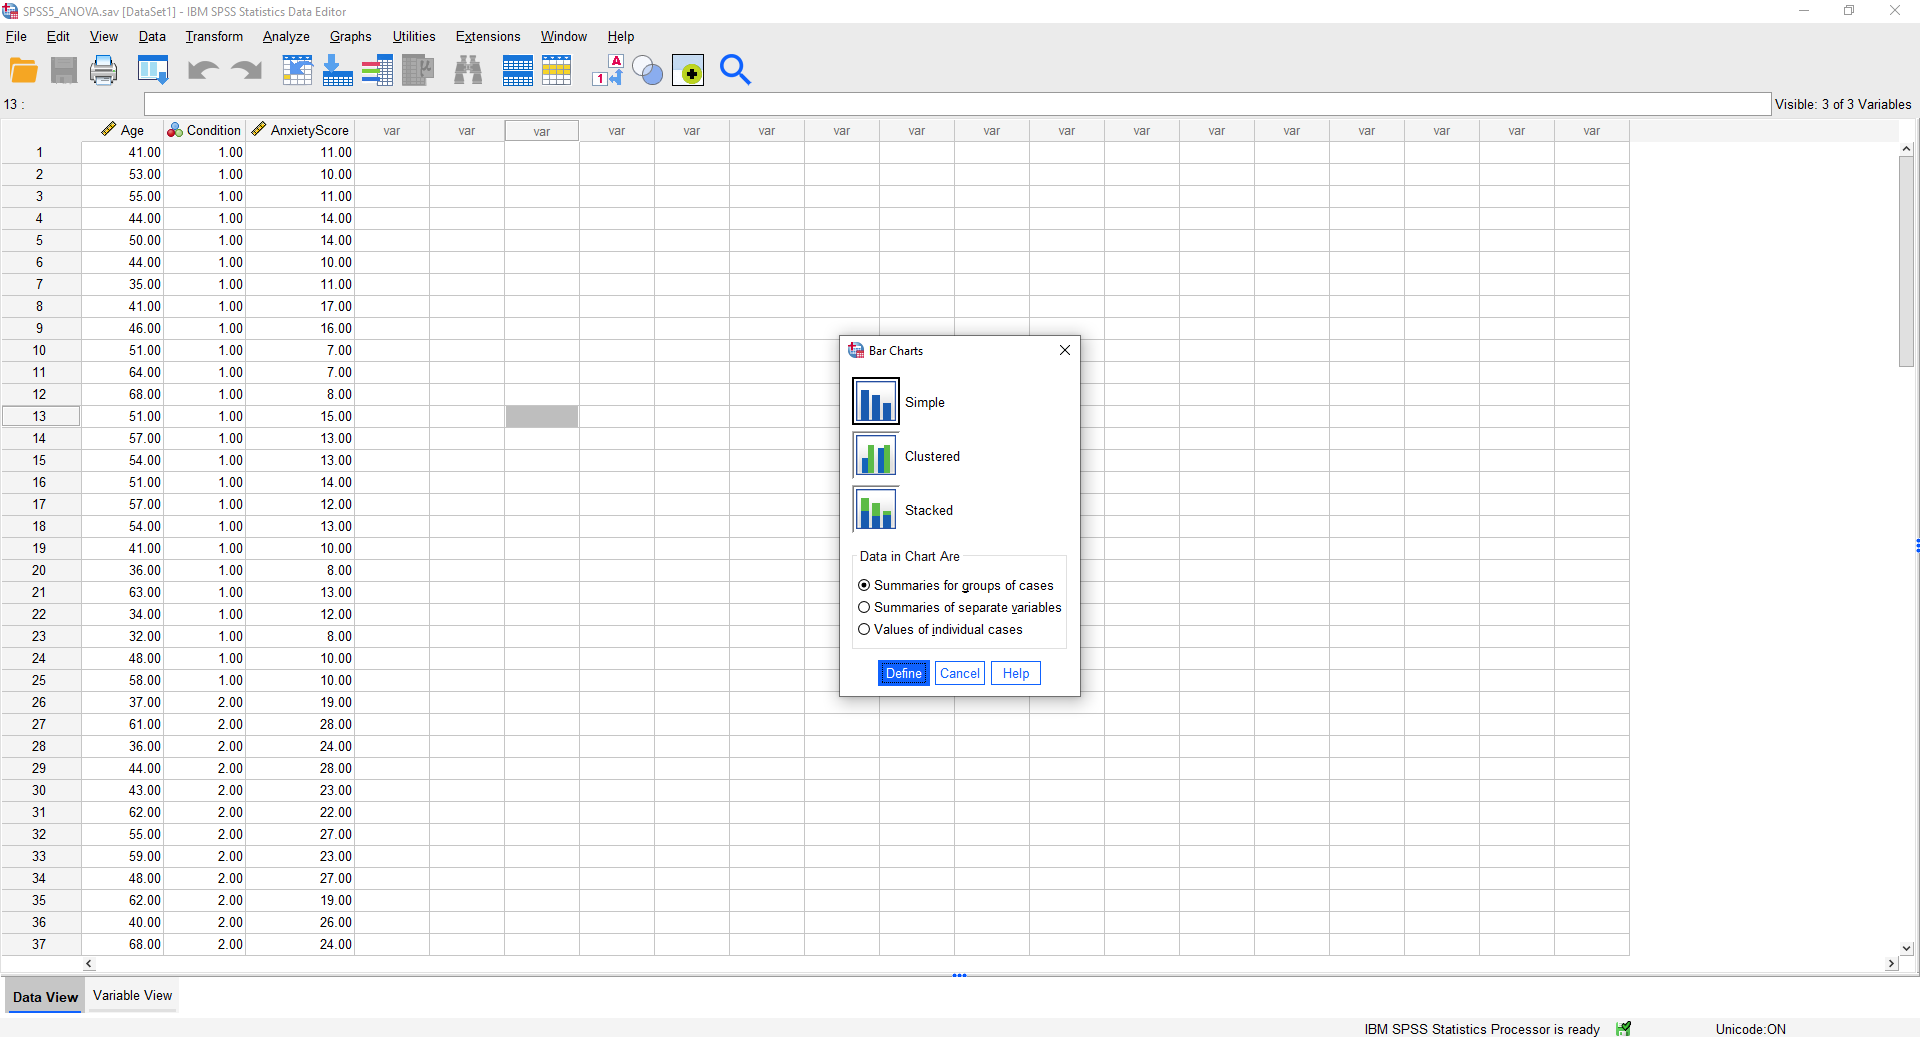 SPSS5_ANOVA.sav [DataSet1] - IBM SPSS Statistics Data Editor
File Edit View Data Transform Analyze Graphs Utilities Extensions Window Help
A
1
13 :
Visible: 3 of 3 Variables
Age Condition AnxietyScore var var var var var var var var var var var var var var var var var
1 41.00 1.00 11.00
2 53.00 1.00 10.00
3 55.00 1.00 11.00
4 44.00 1.00 14.00
5 50.00 1.00 14.00
6 44.00 1.00 10.00
7 35.00 1.00 11.00
8 41.00 1.00 17.00
9 46.00 1.00 16.00
10 51.00 1.00 7.00
11 64.00 1.00 7.00
12 68.00 1.00 8.00
13 51.00 1.00 15.00
14 57.00 1.00 13.00
15 54.00 1.00 13.00
16 51.00 1.00 14.00
17 57.00 1.00 12.00
18 54.00 1.00 13.00
19 41.00 1.00 10.00
20 36.00 1.00 8.00
21 63.00 1.00 13.00
22 34.00 1.00 12.00
23 32.00 1.00 8.00
24 48.00 1.00 10.00
25 58.00 1.00 10.00
26 37.00 2.00 19.00
27 61.00 2.00 28.00
28 36.00 2.00 24.00
29 44.00 2.00 28.00
30 43.00 2.00 23.00
31 62.00 2.00 22.00
32 55.00 2.00 27.00
33 59.00 2.00 23.00
34 48.00 2.00 27.00
35 62.00 2.00 19.00
36 40.00 2.00 26.00
37 68.00 2.00 24.00
Bar Charts
Simple
Clustered
Stacked
Data in Chart Are
Summaries for groups of cases
Summaries of separate variables
Values of individual cases
Define Cancel Help
Data View Variable View
IBM SPSS Statistics Processor is ready Unicode:ON